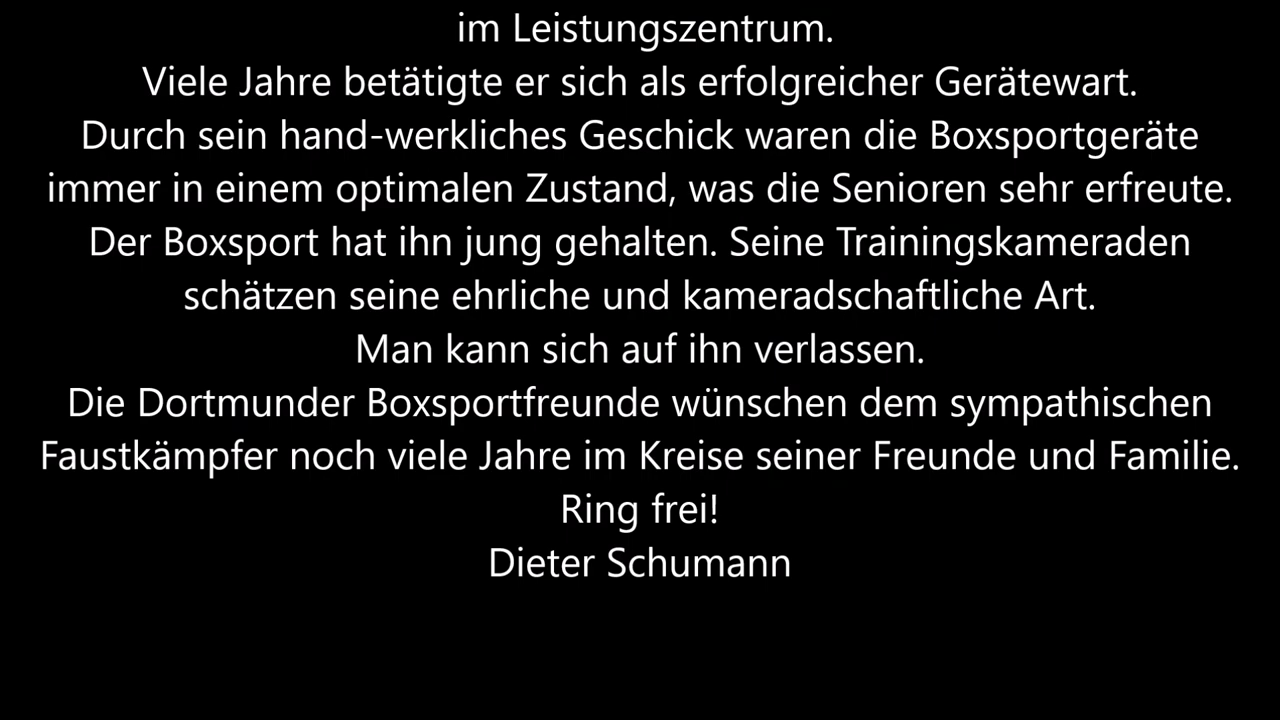 im Leistungszentrum.
Viele Jahre betätigte er sich als erfolgreicher Gerätewart.
Durch sein hand-werkliches Geschick waren die Boxsportgeräte
immer in einem optimalen Zustand, was die Senioren sehr erfreute.
Der Boxsport hat ihn jung gehalten. Seine Trainingskameraden
schätzen seine ehrliche und kameradschaftliche Art.
Man kann sich auf ihn verlassen.
Die Dortmunder Boxsportfreunde wünschen dem sympathischen
Faustkämpfer noch viele Jahre im Kreise seiner Freunde und Familie.
Ring frei!
Dieter Schumann